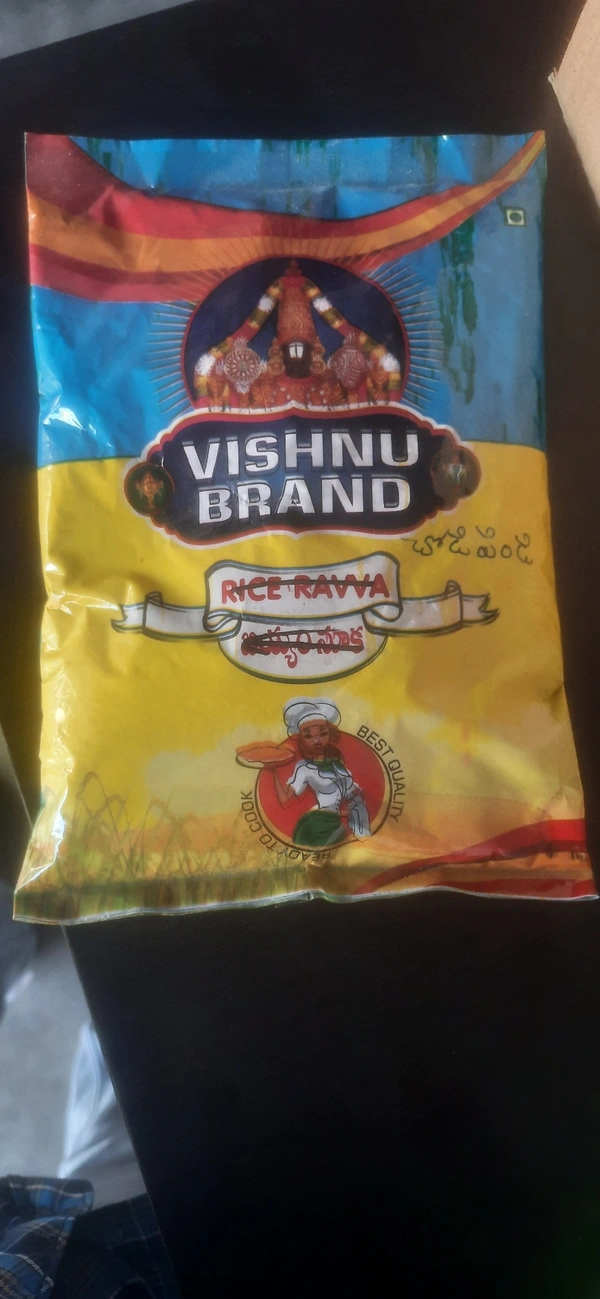 VISHNU
BRAND
చోడి పిండి
RICE RAVVA
బియ్యం నూక
BEST QUALITY
READY TO COOK